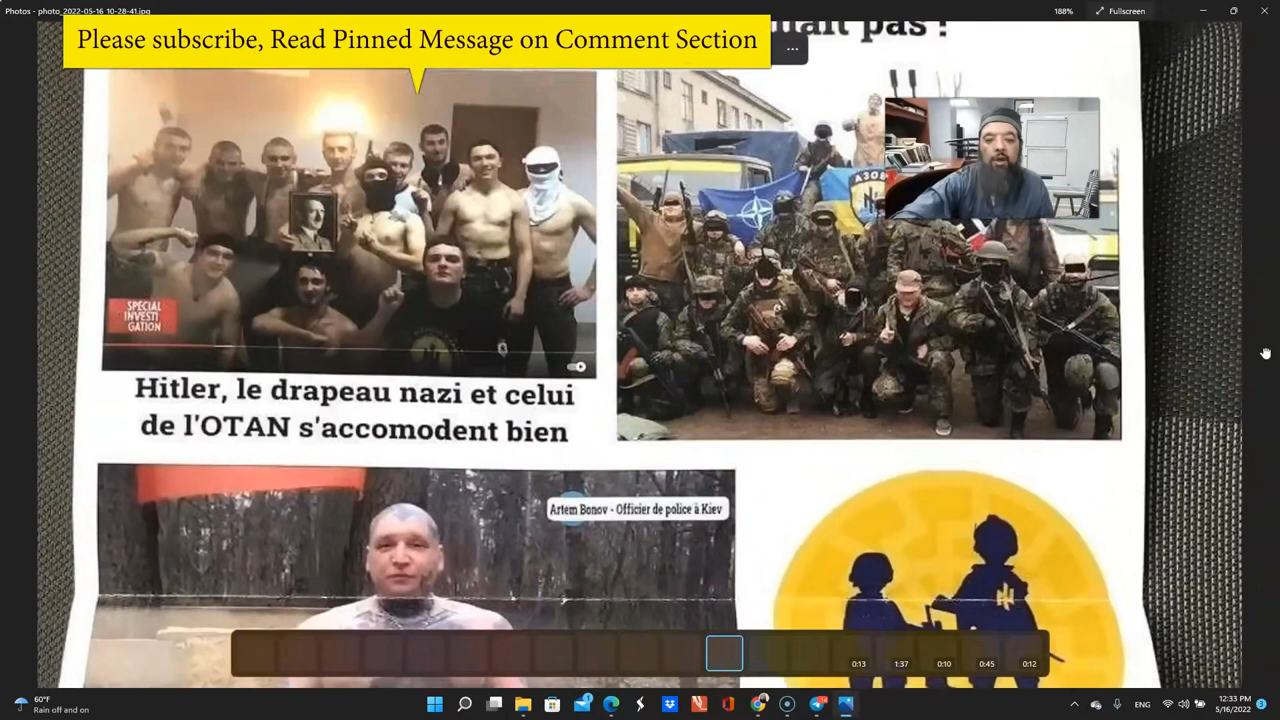 Photos - photo_2022-05-16 10-28-41.jpg
188%
Fullscreen
Please subscribe, Read Pinned Message on Comment Section
...
ait pas !
АЗОВ
SPECIAL
INVESTI
GATION
Hitler, le drapeau nazi et celui
de l'OTAN s'accomodent bien
Artem Bonov - Officier de police à Kiev
0:13
1:37
0:10
0:45
0:12
60°F
Rain off and on
ENG
12:33 PM
5/16/2022